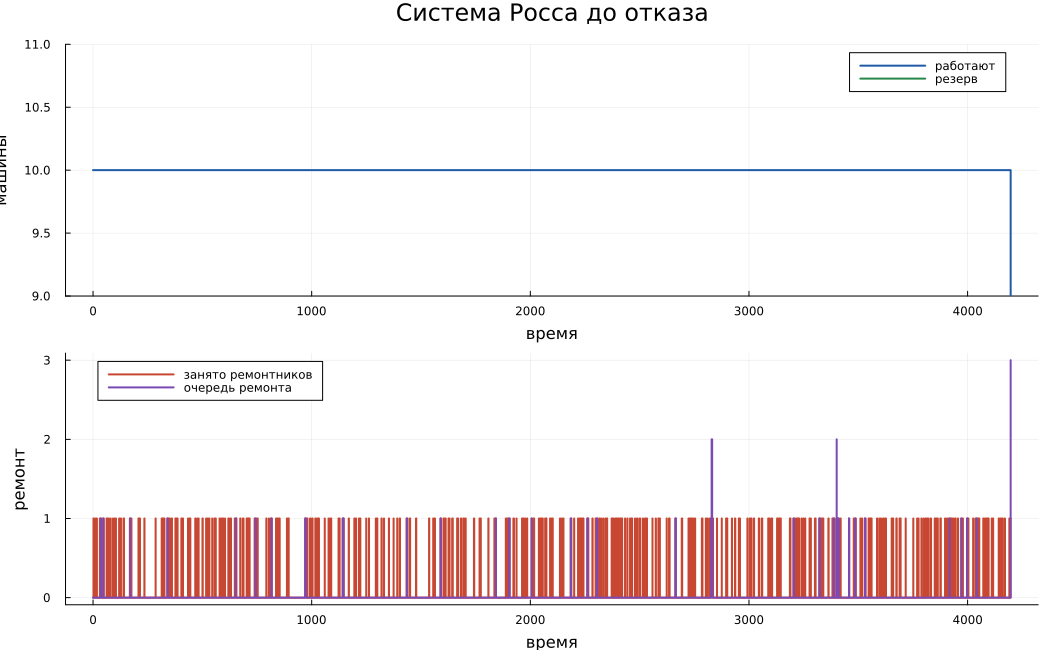 Система Росса до отказа
11.0
10.5
10.0
9.5
9.0
машины
работают
резерв
0 1000 2000 3000 4000
время
3
2
1
0
ремонт
занято ремонтников
очередь ремонта
0 1000 2000 3000 4000
время